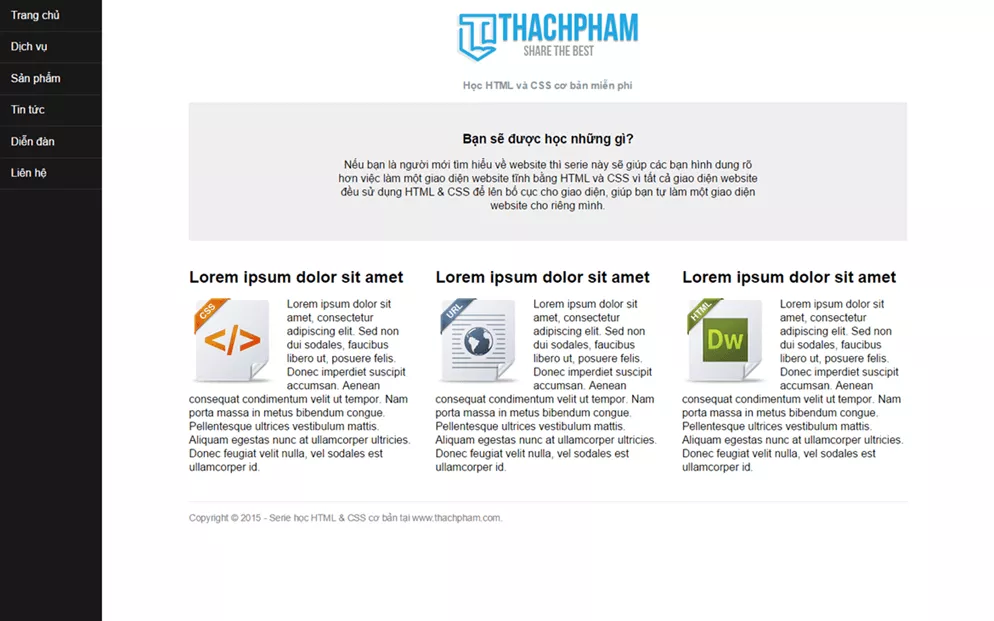 Trang chủ
Dịch vụ
Sản phẩm
Tin tức
Diễn đàn
Liên hệ
THACHPHAM
SHARE THE BEST
Học HTML và CSS cơ bản miễn phí
Bạn sẽ được học những gì?
Nếu bạn là người mới tìm hiểu về website thì serie này sẽ giúp các bạn hình dung rõ
hơn việc làm một giao diện website tĩnh bằng HTML và CSS vì tất cả giao diện website
đều sử dụng HTML & CSS để lên bố cục cho giao diện, giúp bạn tự làm một giao diện
website cho riêng mình.
Lorem ipsum dolor sit amet
CSS
</>
Lorem ipsum dolor sit
amet, consectetur
adipiscing elit. Sed non
dui sodales, faucibus
libero ut, posuere felis.
Donec imperdiet suscipit
accumsan. Aenean
consequat condimentum velit ut tempor. Nam
porta massa in metus bibendum congue.
Pellentesque ultrices vestibulum mattis.
Aliquam egestas nunc at ullamcorper ultricies.
Donec feugiat velit nulla, vel sodales est
ullamcorper id.
Lorem ipsum dolor sit amet
URL
Lorem ipsum dolor sit
amet, consectetur
adipiscing elit. Sed non
dui sodales, faucibus
libero ut, posuere felis.
Donec imperdiet suscipit
accumsan. Aenean
consequat condimentum velit ut tempor. Nam
porta massa in metus bibendum congue.
Pellentesque ultrices vestibulum mattis.
Aliquam egestas nunc at ullamcorper ultricies.
Donec feugiat velit nulla, vel sodales est
ullamcorper id.
Lorem ipsum dolor sit amet
HTML
Dw
Lorem ipsum dolor sit
amet, consectetur
adipiscing elit. Sed non
dui sodales, faucibus
libero ut, posuere felis.
Donec imperdiet suscipit
accumsan. Aenean
consequat condimentum velit ut tempor. Nam
porta massa in metus bibendum congue.
Pellentesque ultrices vestibulum mattis.
Aliquam egestas nunc at ullamcorper ultricies.
Donec feugiat velit nulla, vel sodales est
ullamcorper id.
Copyright © 2015 - Serie học HTML & CSS cơ bản tại www.thachpham.com.